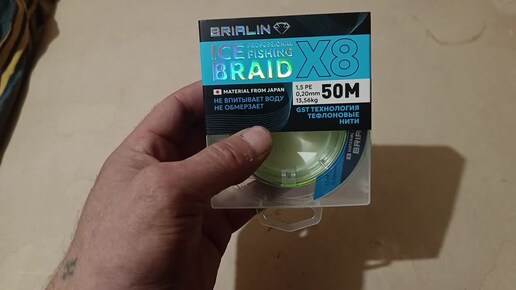 BRIALIN
ICE PROFESSIONAL FISHING
BRAID X8
MATERIAL FROM JAPAN
НЕ ВПИТЫВАЕТ ВОДУ
НЕ ОБМЕРЗАЕТ
1,5 PE
0,20mm
13,56kg
50M
GST ТЕХНОЛОГИЯ
ТЕФЛОНОВЫЕ
НИТИ
BRIALIN